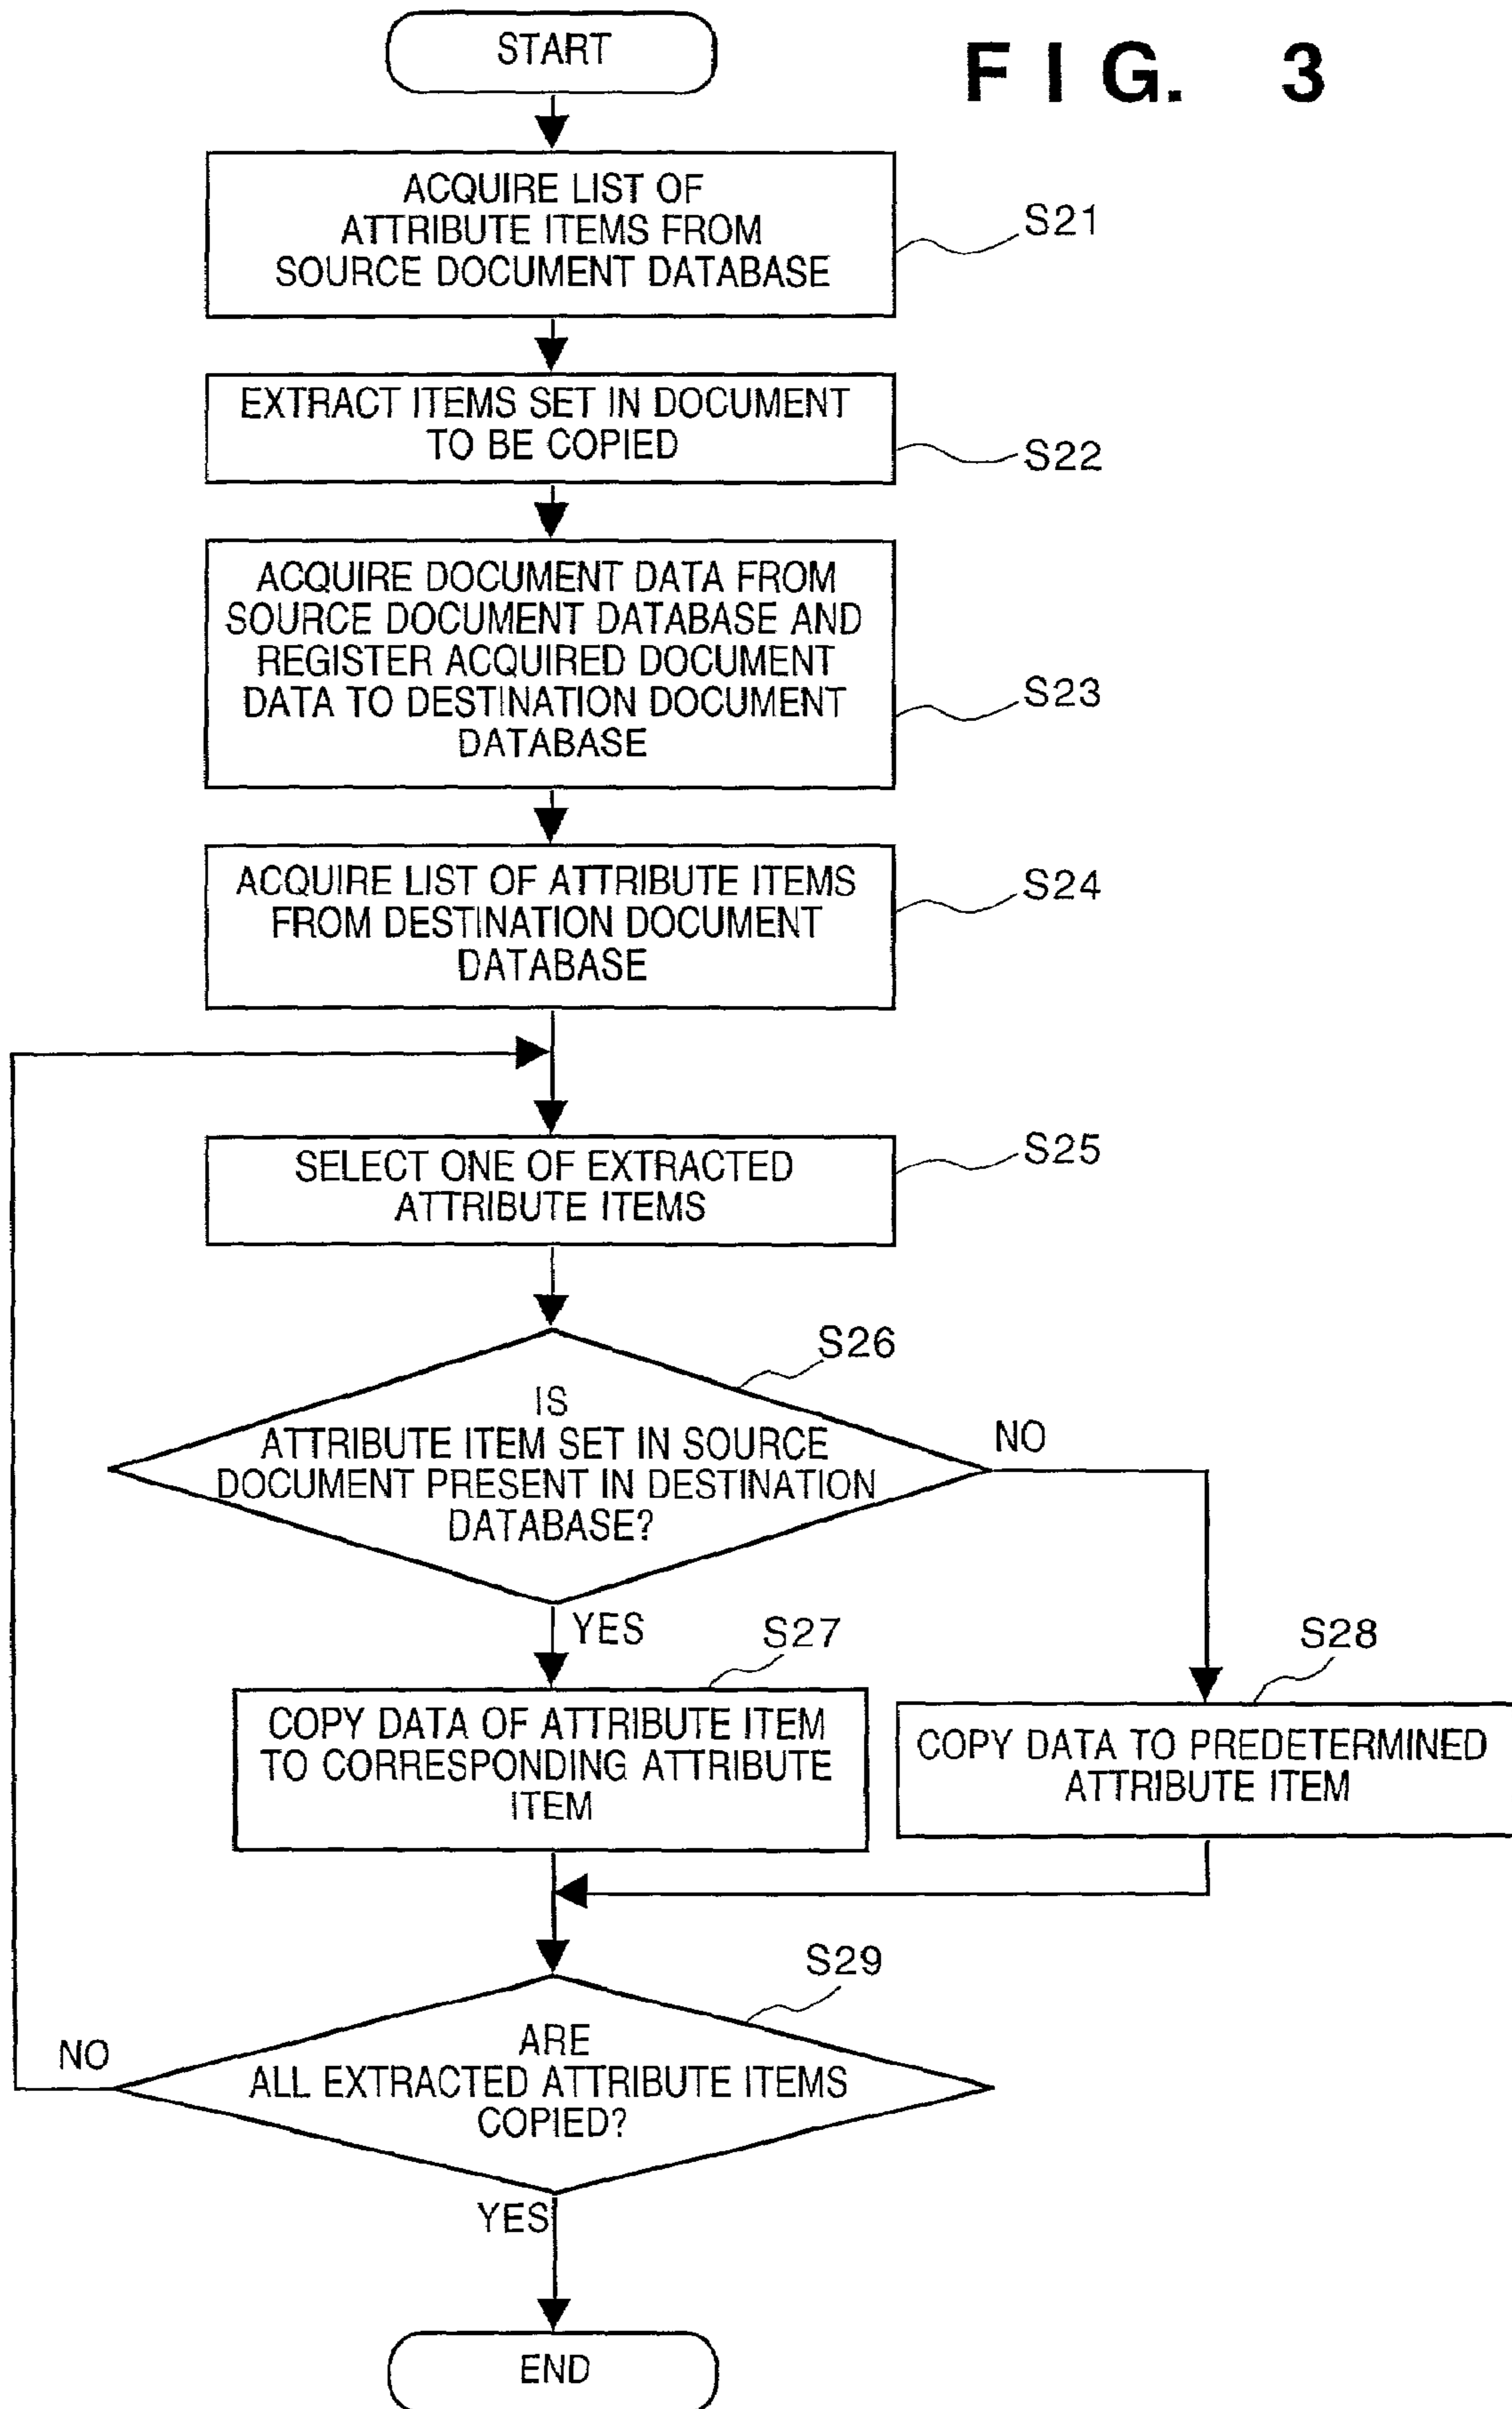 START
FIG. 3
ACQUIRE LIST OF
ATTRIBUTE ITEMS FROM
SOURCE DOCUMENT DATABASE
S21
EXTRACT ITEMS SET IN DOCUMENT
TO BE COPIED
S22
ACQUIRE DOCUMENT DATA FROM
SOURCE DOCUMENT DATABASE AND
REGISTER ACQUIRED DOCUMENT
DATA TO DESTINATION DOCUMENT
DATABASE
S23
ACQUIRE LIST OF ATTRIBUTE ITEMS
FROM DESTINATION DOCUMENT
DATABASE
S24
SELECT ONE OF EXTRACTED
ATTRIBUTE ITEMS
S25
S26
IS
ATTRIBUTE ITEM SET IN SOURCE
DOCUMENT PRESENT IN DESTINATION
DATABASE?
NO
YES
S27
COPY DATA OF ATTRIBUTE ITEM
TO CORRESPONDING ATTRIBUTE
ITEM
S28
COPY DATA TO PREDETERMINED
ATTRIBUTE ITEM
S29
ARE
ALL EXTRACTED ATTRIBUTE ITEMS
COPIED?
NO
YES
END